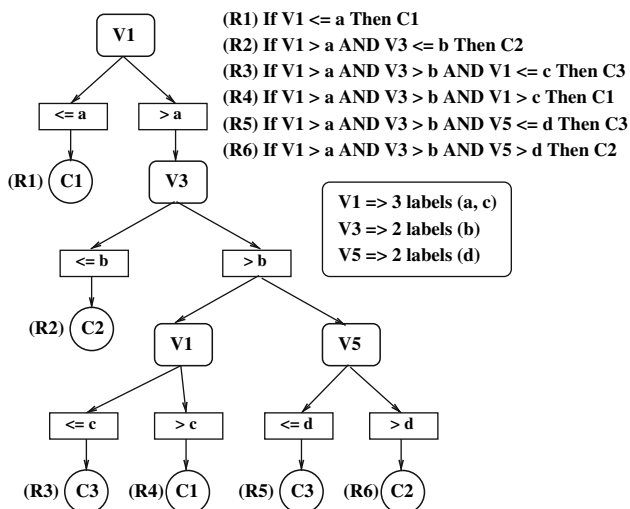 V1
(R1) If V1 <= a Then C1
(R2) If V1 > a AND V3 <= b Then C2
(R3) If V1 > a AND V3 > b AND V1 <= c Then C3
(R4) If V1 > a AND V3 > b AND V1 > c Then C1
(R5) If V1 > a AND V3 > b AND V5 <= d Then C3
(R6) If V1 > a AND V3 > b AND V5 > d Then C2
<= a > a
(R1) C1 V3
V1 => 3 labels (a, c)
V3 => 2 labels (b)
V5 => 2 labels (d)
<= b > b
(R2) C2 V1 V5
<= c > c <= d > d
(R3) C3 (R4) C1 (R5) C3 (R6) C2